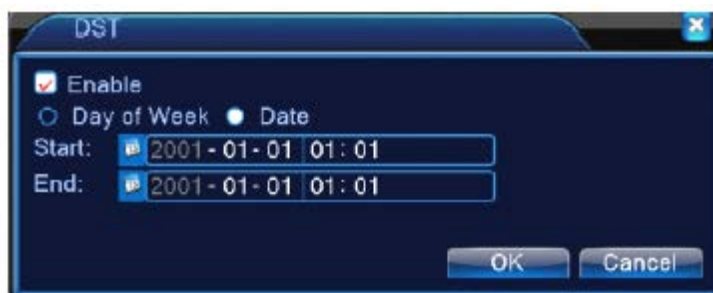 DST
Enable
Day of Week Date
Start: 2001-01-01 01:01
End: 2001-01-01 01:01
OK Cancel